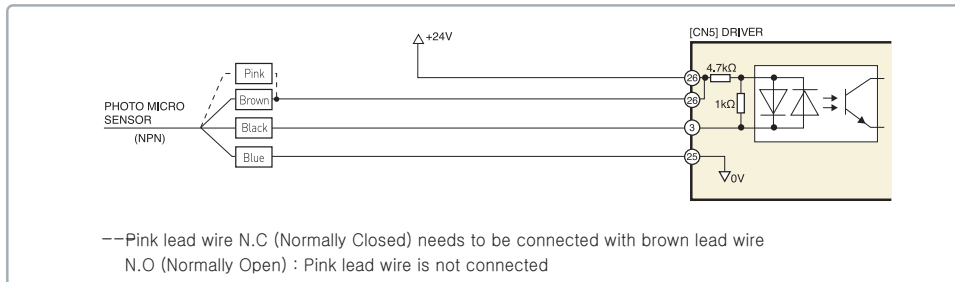 +24V
[CN5] DRIVER
Pink
4.7kΩ
26
PHOTO MICRO
SENSOR
(NPN)
Brown
26
1kΩ
Black
3
Blue
25
0V
--Pink lead wire N.C (Normally Closed) needs to be connected with brown lead wire
N.O (Normally Open) : Pink lead wire is not connected